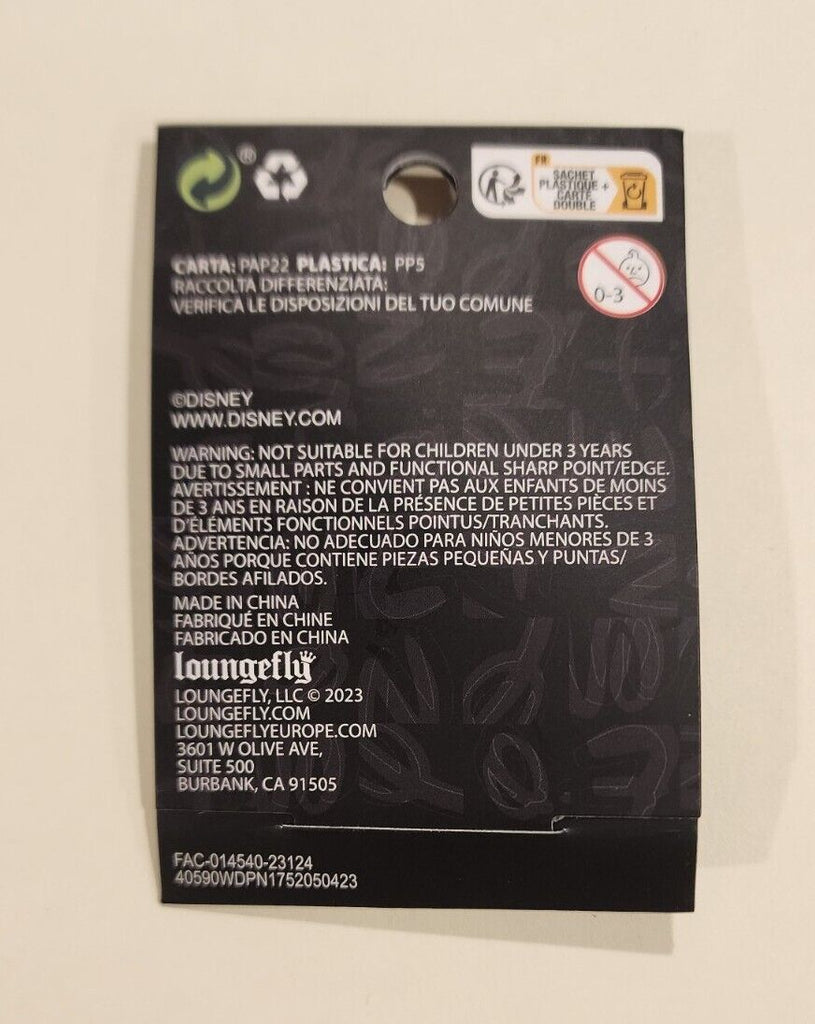 ®
FR
SACHET
PLASTIQUE +
CARTE
DOUBLE
CARTA: PAP22 PLASTICA: PP5
RACCOLTA DIFFERENZIATA:
VERIFICA LE DISPOSIZIONI DEL TUO COMUNE
0-3
©DISNEY
WWW.DISNEY.COM
WARNING: NOT SUITABLE FOR CHILDREN UNDER 3 YEARS
DUE TO SMALL PARTS AND FUNCTIONAL SHARP POINT/EDGE.
AVERTISSEMENT : NE CONVIENT PAS AUX ENFANTS DE MOINS
DE 3 ANS EN RAISON DE LA PRÉSENCE DE PETITES PIÈCES ET
D'ÉLÉMENTS FONCTIONNELS POINTUS/TRANCHANTS.
ADVERTENCIA: NO ADECUADO PARA NIÑOS MENORES DE 3
AÑOS PORQUE CONTIENE PIEZAS PEQUEÑAS Y PUNTAS/
BORDES AFILADOS.
MADE IN CHINA
FABRIQUÉ EN CHINE
FABRICADO EN CHINA
loungefly
LOUNGEFLY, LLC © 2023
LOUNGEFLY.COM
LOUNGEFLYEUROPE.COM
3601 W OLIVE AVE,
SUITE 500
BURBANK, CA 91505
FAC-014540-23124
40590WDPN1752050423